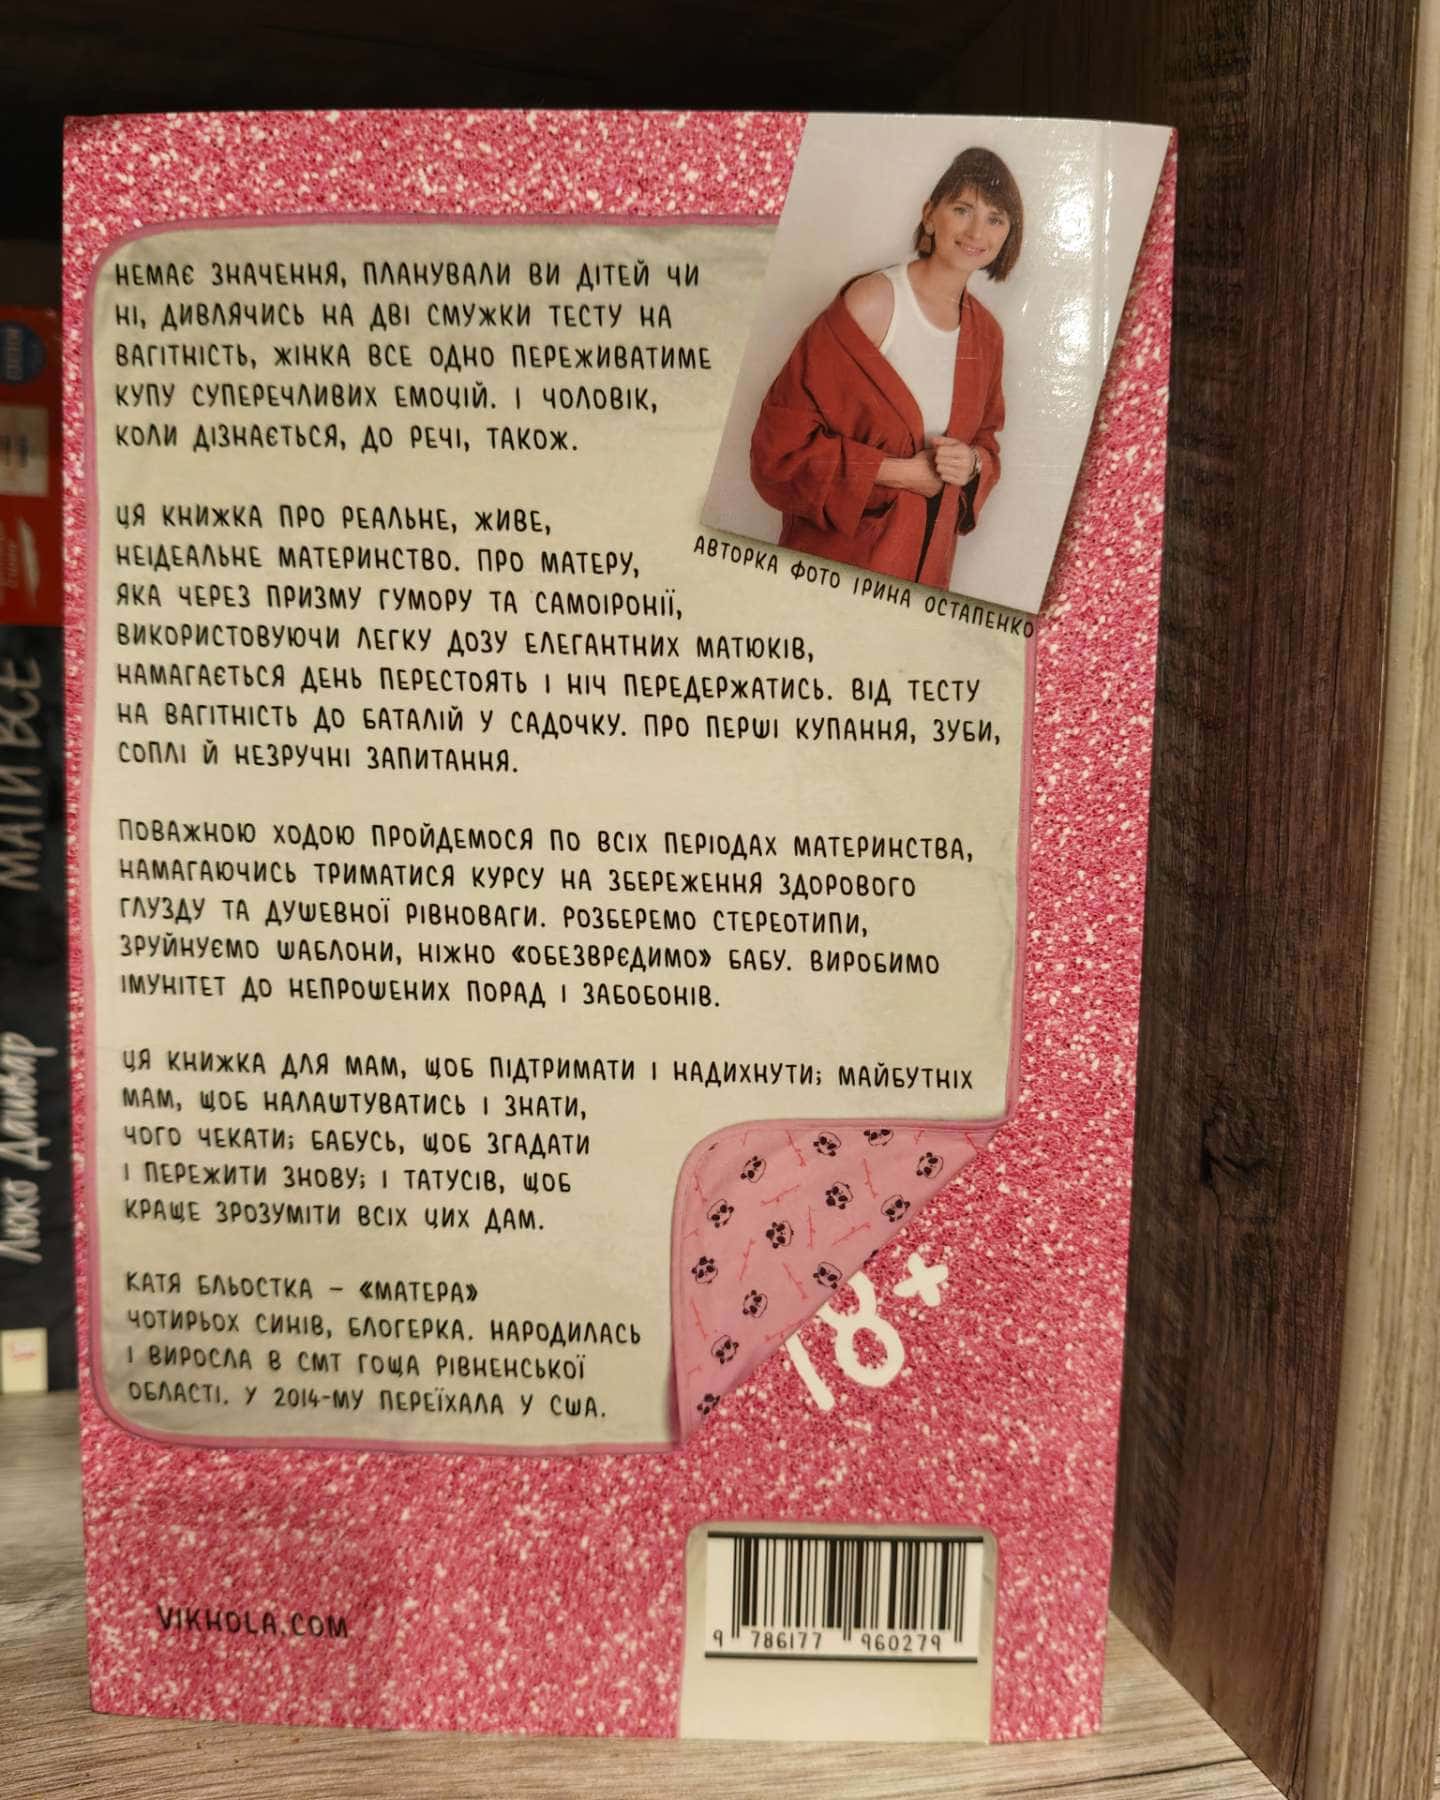 НЕМАЄ ЗНАЧЕННЯ, ПЛАНУВАЛИ ВИ ДІТЕЙ ЧИ
НІ, ДИВЛЯЧИСЬ НА ДВІ СМУЖКИ ТЕСТУ НА
ВАГІТНІСТЬ, ЖІНКА ВСЕ ОДНО ПЕРЕЖИВАТИМЕ
КУПУ СУПЕРЕЧЛИВИХ ЕМОЦІЙ. І ЧОЛОВІК,
КОЛИ ДІЗНАЄТЬСЯ, ДО РЕЧІ, ТАКОЖ.
АВТОРКА ФОТО ІРИНА ОСТАПЕНКО
ЦЯ КНИЖКА ПРО РЕАЛЬНЕ, ЖИВЕ,
НЕІДЕАЛЬНЕ МАТЕРИНСТВО. ПРО МАТЕРУ,
ЯКА ЧЕРЕЗ ПРИЗМУ ГУМОРУ ТА САМОІРОНІЇ,
ВИКОРИСТОВУЮЧИ ЛЕГКУ ДОЗУ ЕЛЕГАНТНИХ МАТЮКІВ,
НАМАГАЄТЬСЯ ДЕНЬ ПЕРЕСТОЯТЬ І НІЧ ПЕРЕДЕРЖАТИСЬ. ВІД ТЕСТУ
НА ВАГІТНІСТЬ ДО БАТАЛІЙ У САДОЧКУ. ПРО ПЕРШІ КУПАННЯ, ЗУБИ,
СОПЛІ Й НЕЗРУЧНІ ЗАПИТАННЯ.
ПОВАЖНОЮ ХОДОЮ ПРОЙДЕМОСЯ ПО ВСІХ ПЕРІОДАХ МАТЕРИНСТВА,
НАМАГАЮЧИСЬ ТРИМАТИСЯ КУРСУ НА ЗБЕРЕЖЕННЯ ЗДОРОВОГО
ГЛУЗДУ ТА ДУШЕВНОЇ РІВНОВАГИ. РОЗБЕРЕМО СТЕРЕОТИПИ,
ЗРУЙНУЄМО ШАБЛОНИ, НІЖНО «ОБЕЗВРЄДИМО» БАБУ. ВИРОБИМО
ІМУНІТЕТ ДО НЕПРОШЕНИХ ПОРАД І ЗАБОБОНІВ.
ЦЯ КНИЖКА ДЛЯ МАМ, ЩОБ ПІДТРИМАТИ І НАДИХНУТИ; МАЙБУТНІХ
МАМ, ЩОБ НАЛАШТУВАТИСЬ І ЗНАТИ,
ЧОГО ЧЕКАТИ; БАБУСЬ, ЩОБ ЗГАДАТИ
І ПЕРЕЖИТИ ЗНОВУ; І ТАТУСІВ, ЩОБ
КРАЩЕ ЗРОЗУМІТИ ВСІХ ЦИХ ДАМ.
КАТЯ БЛЬОСТКА – «МАТЕРА»
ЧОТИРЬОХ СИНІВ, БЛОГЕРКА. НАРОДИЛАСЬ
І ВИРОСЛА В СМТ ГОЩА РІВНЕНСЬКОЇ
ОБЛАСТІ. У 2014-МУ ПЕРЕЇХАЛА У США.
18+
VIKHOLA.COM
9 786177 960279
МАТИ ВСЕ
Люко Дашвар